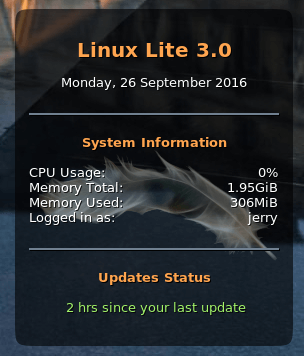 Linux Lite 3.0
Monday, 26 September 2016
System Information
CPU Usage: 0%
Memory Total: 1.95GiB
Memory Used: 306MiB
Logged in as: jerry
Updates Status
2 hrs since your last update